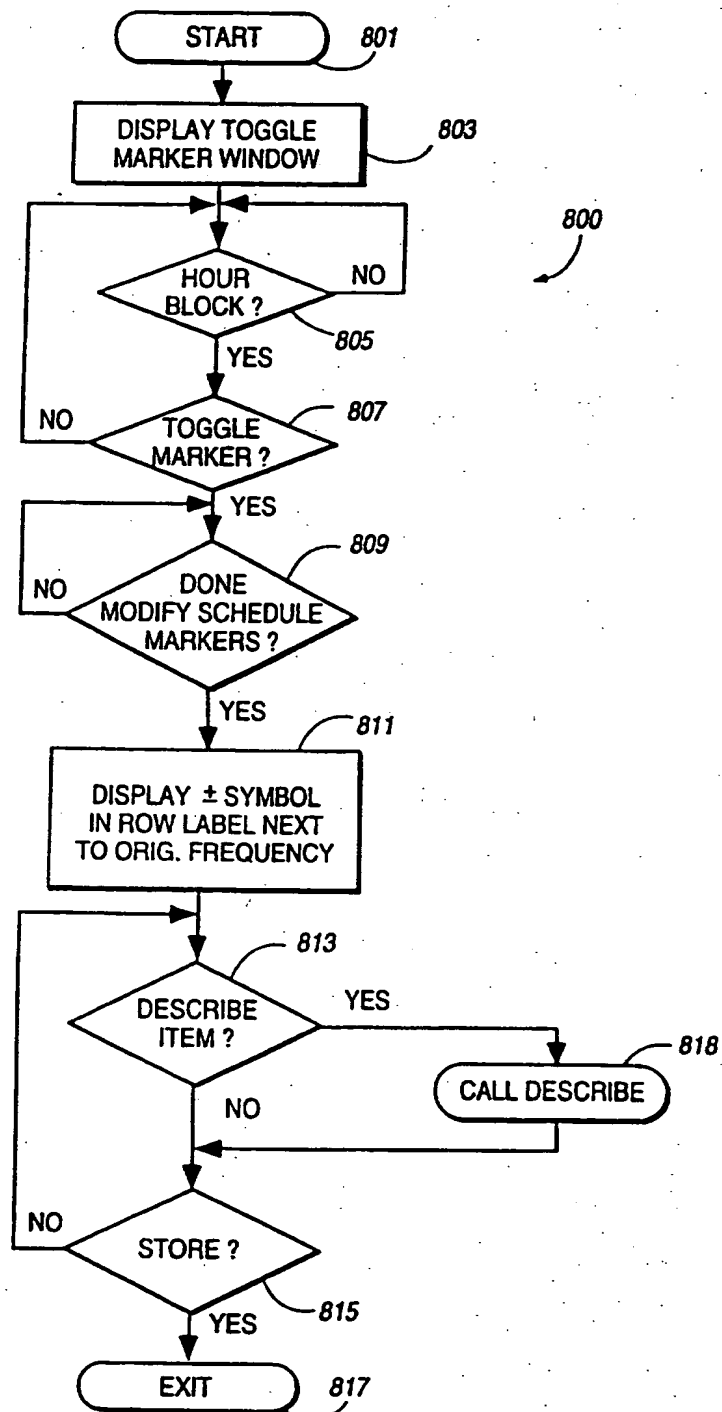 START
801
DISPLAY TOGGLE
MARKER WINDOW
803
800
HOUR
BLOCK ?
NO
805
YES
807
NO
TOGGLE
MARKER ?
YES
809
NO
DONE
MODIFY SCHEDULE
MARKERS ?
YES
811
DISPLAY ± SYMBOL
IN ROW LABEL NEXT
TO ORIG. FREQUENCY
813
DESCRIBE
ITEM ?
YES
818
CALL DESCRIBE
NO
NO
STORE ?
815
YES
EXIT
817